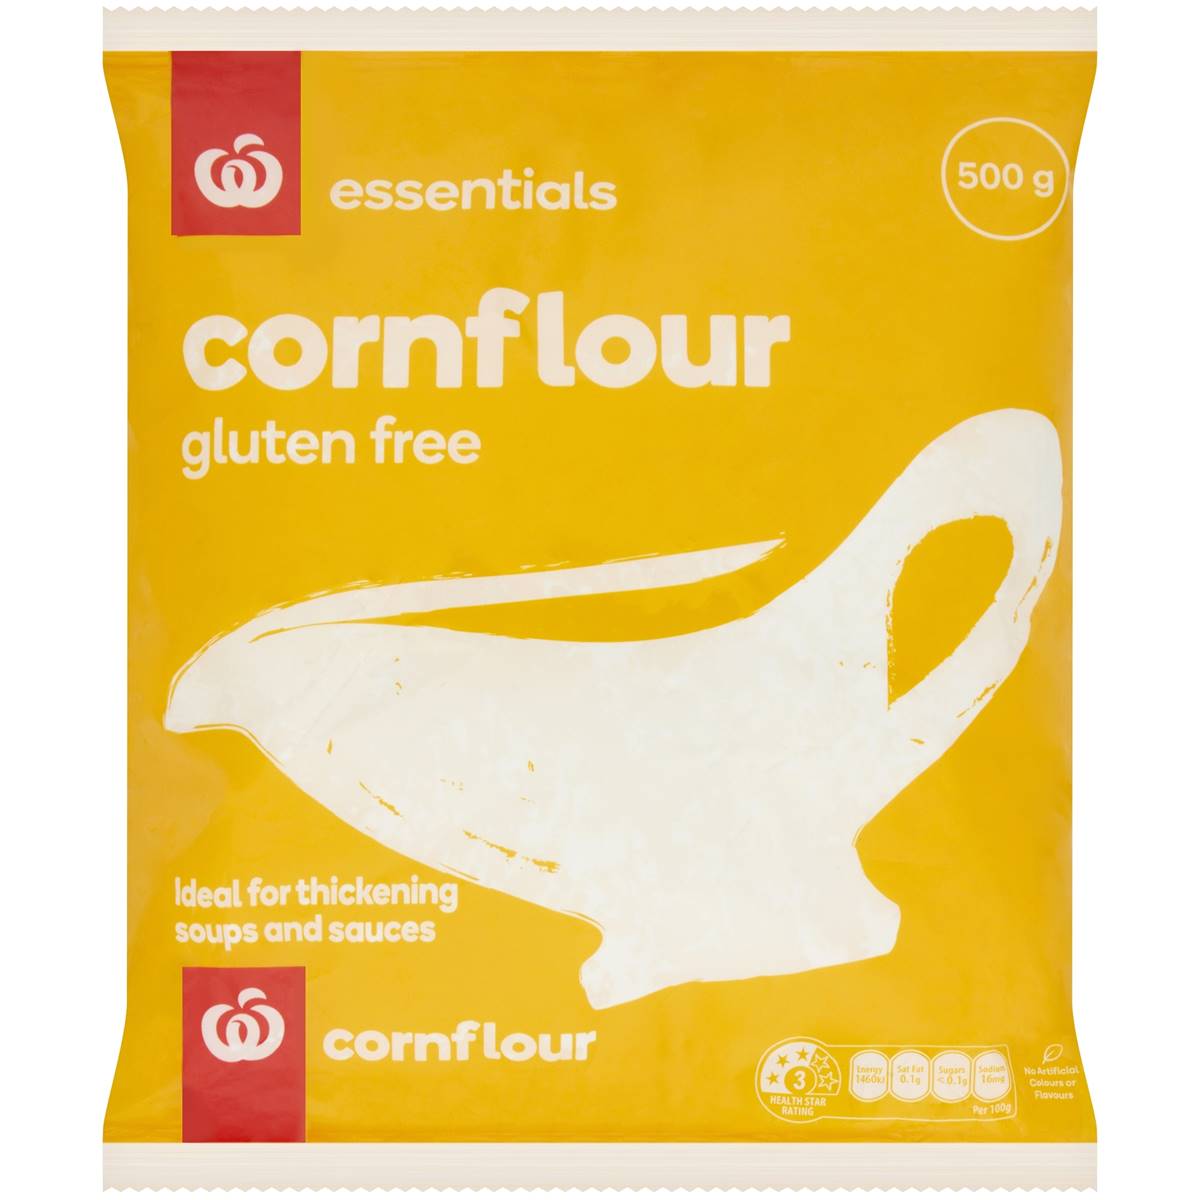 essentials
500 g
cornflour
gluten free
Ideal for thickening
soups and sauces
cornflour
3
HEALTH STAR
RATING
Energy
1460kJ
Sat Fat
0.1g
Sugars
<0.1g
Sodium
16mg
Per 100g
No Artificial
Colours or
Flavours